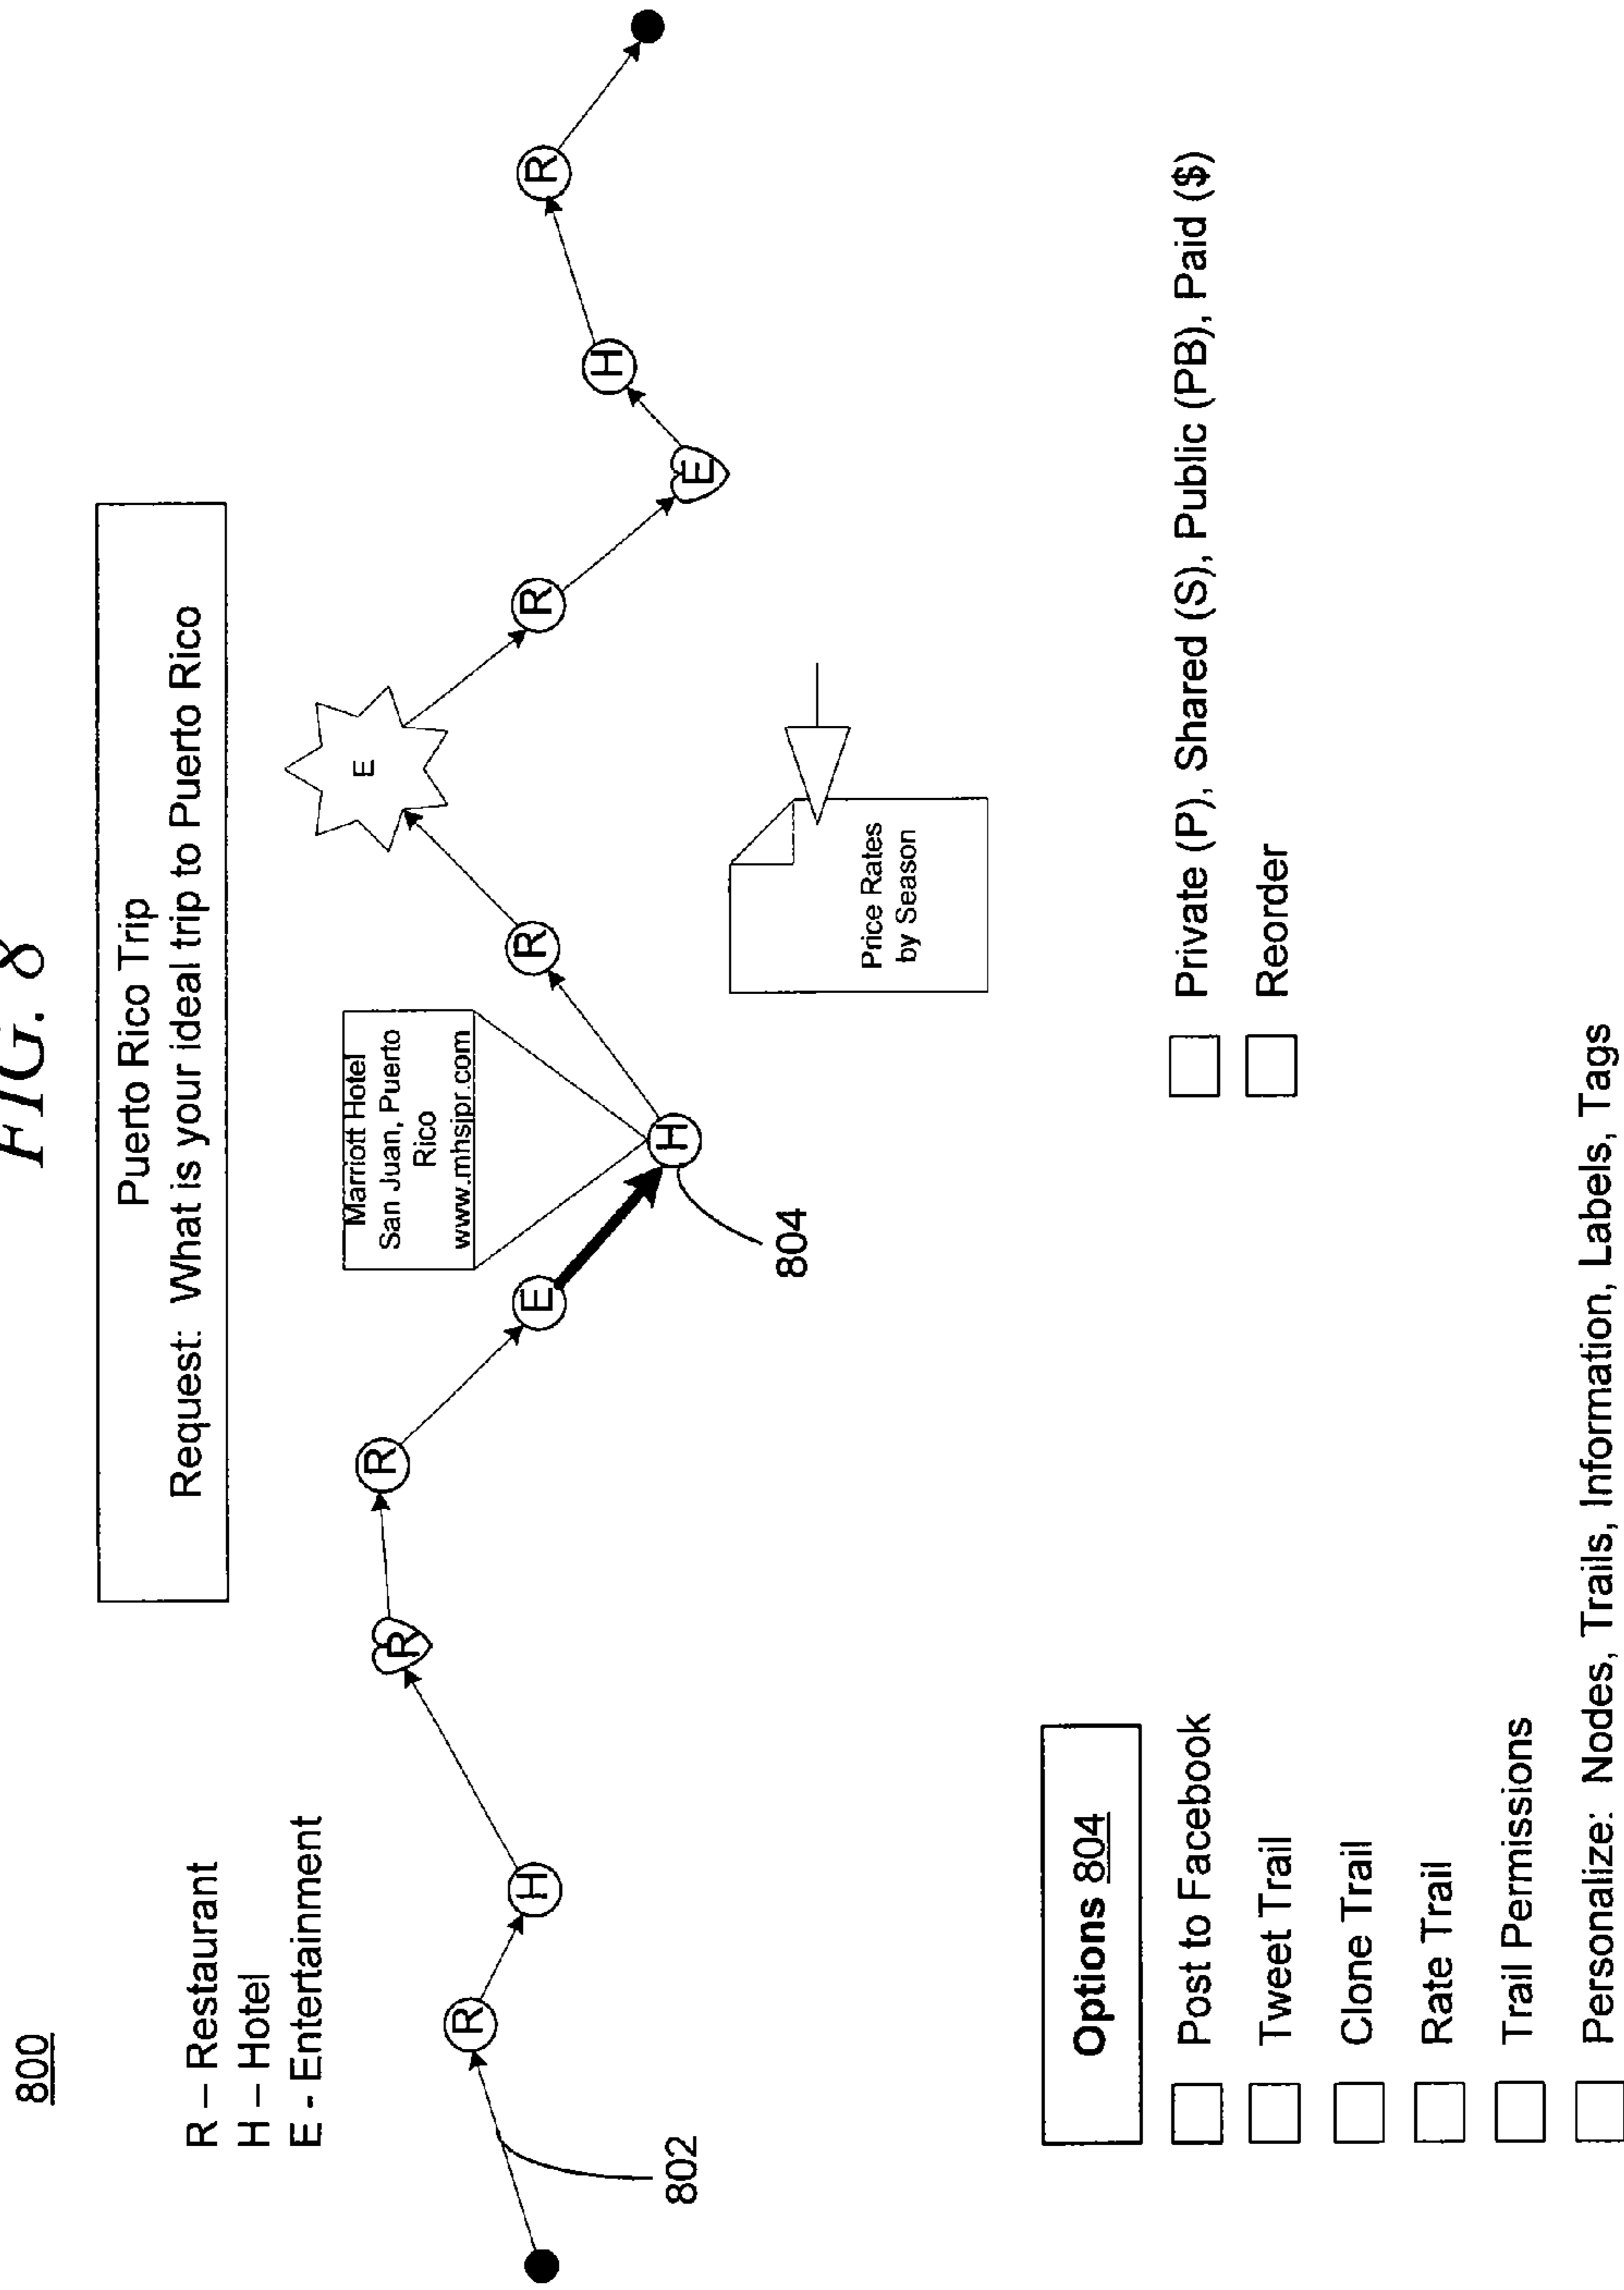 FIG. 8
800
Puerto Rico Trip
Request: What is your ideal trip to Puerto Rico
R – Restaurant
H – Hotel
E - Entertainment
R
H
R
R
E
H
R
E
R
E
H
R
Marriott Hotel
San Juan, Puerto
Rico
www.mhsjpr.com
802
804
Price Rates
by Season
Options 804
Post to Facebook
Tweet Trail
Clone Trail
Rate Trail
Trail Permissions
Personalize: Nodes, Trails, Information, Labels, Tags
Private (P), Shared (S), Public (PB), Paid ($)
Reorder